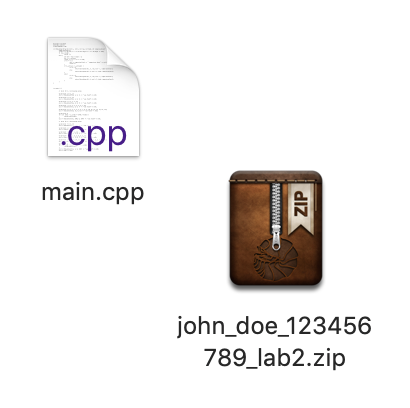 .cpp
main.cpp
ZIP
john_doe_123456
789_lab2.zip